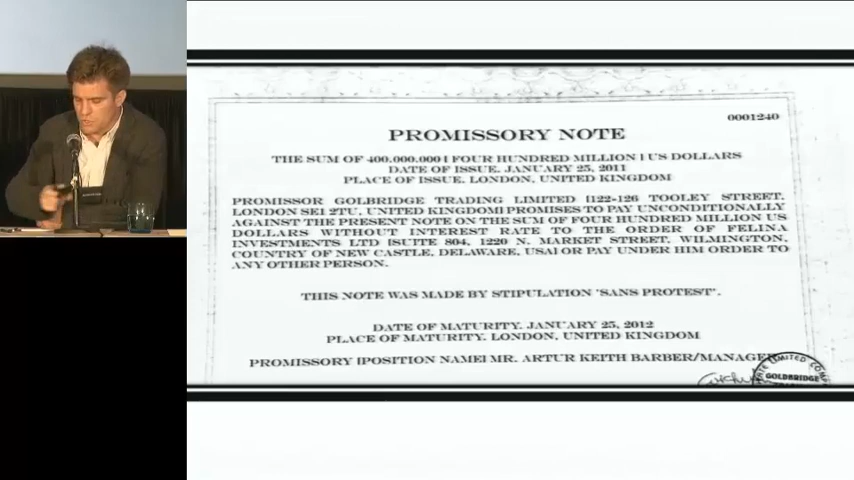 0001240
PROMISSORY NOTE
THE SUM OF 400.000.000 [ FOUR HUNDRED MILLION ] US DOLLARS
DATE OF ISSUE. JANUARY 25, 2011
PLACE OF ISSUE. LONDON, UNITED KINGDOM
PROMISSOR GOLBRIDGE TRADING LIMITED [122-126 TOOLEY STREET,
LONDON SE1 2TU, UNITED KINGDOM] PROMISES TO PAY UNCONDITIONALLY
AGAINST THE PRESENT NOTE ON THE SUM OF FOUR HUNDRED MILLION US
DOLLARS WITHOUT INTEREST RATE TO THE ORDER OF FELINA
INVESTMENTS LTD [SUITE 804, 1220 N. MARKET STREET, WILMINGTON,
COUNTRY OF NEW CASTLE, DELAWARE, USA] OR PAY UNDER HIM ORDER TO
ANY OTHER PERSON.
THIS NOTE WAS MADE BY STIPULATION "SANS PROTEST".
DATE OF MATURITY. JANUARY 25, 2012
PLACE OF MATURITY. LONDON, UNITED KINGDOM
PROMISSORY [POSITION NAME] MR. ARTUR KEITH BARBER/MANAGE
LIMITED
GOLDBRIDGE